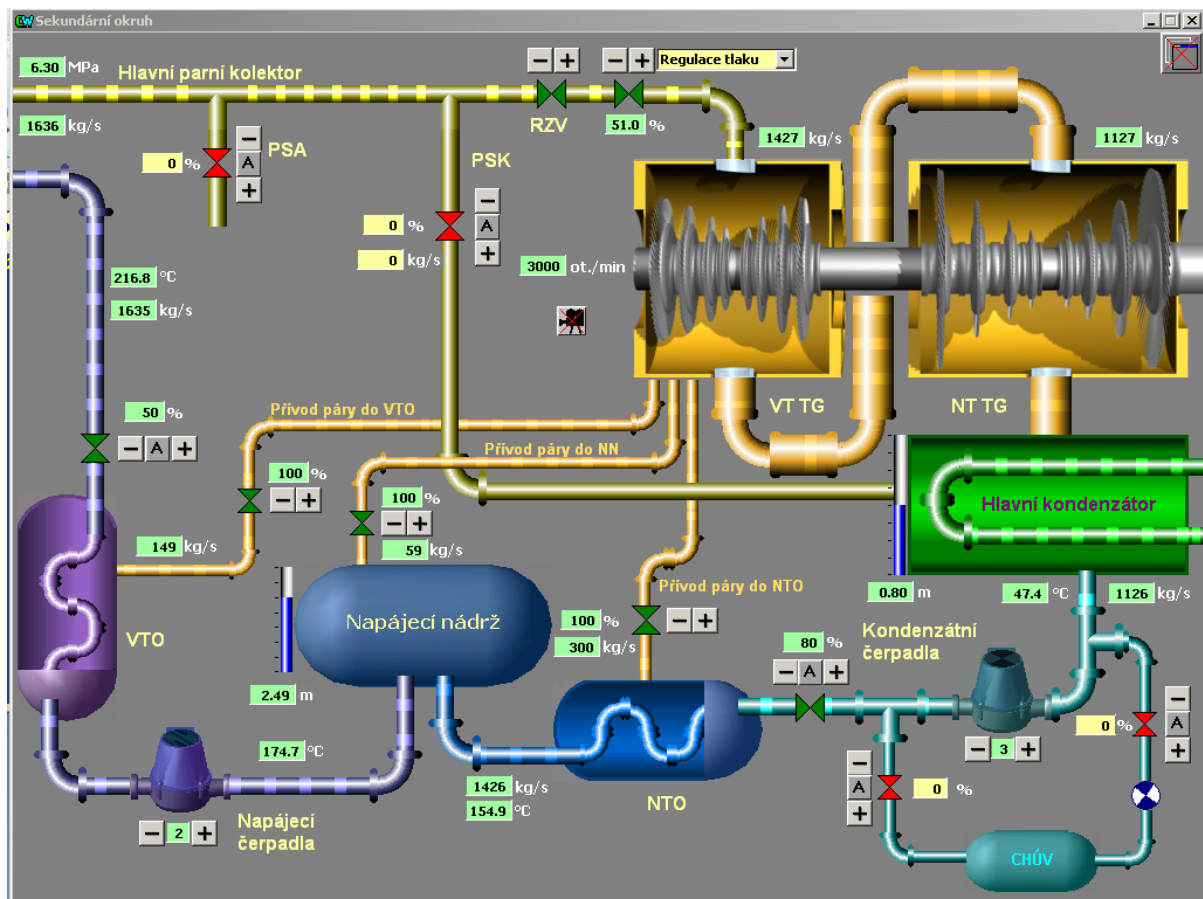 Sekundární okruh
6.30 MPa
Hlavní parní kolektor
Regulace tlaku
1636 kg/s
RZV
51.0 %
PSA
0 %
A
PSK
1427 kg/s
1127 kg/s
0 %
A
0 kg/s
3000 ot./min
216.8 °C
1635 kg/s
VT TG
NT TG
50 %
A
Přívod páry do VTO
Přívod páry do NN
100 %
100 %
59 kg/s
149 kg/s
Hlavní kondenzátor
0.80 m
47.4 °C
1126 kg/s
VTO
Napájecí nádrž
Přívod páry do NTO
100 %
300 kg/s
Kondenzátní
čerpadla
80 %
A
2.49 m
174.7 °C
0 %
A
3
1426 kg/s
154.9 °C
NTO
A
0 %
2
Napájecí
čerpadla
CHÚV